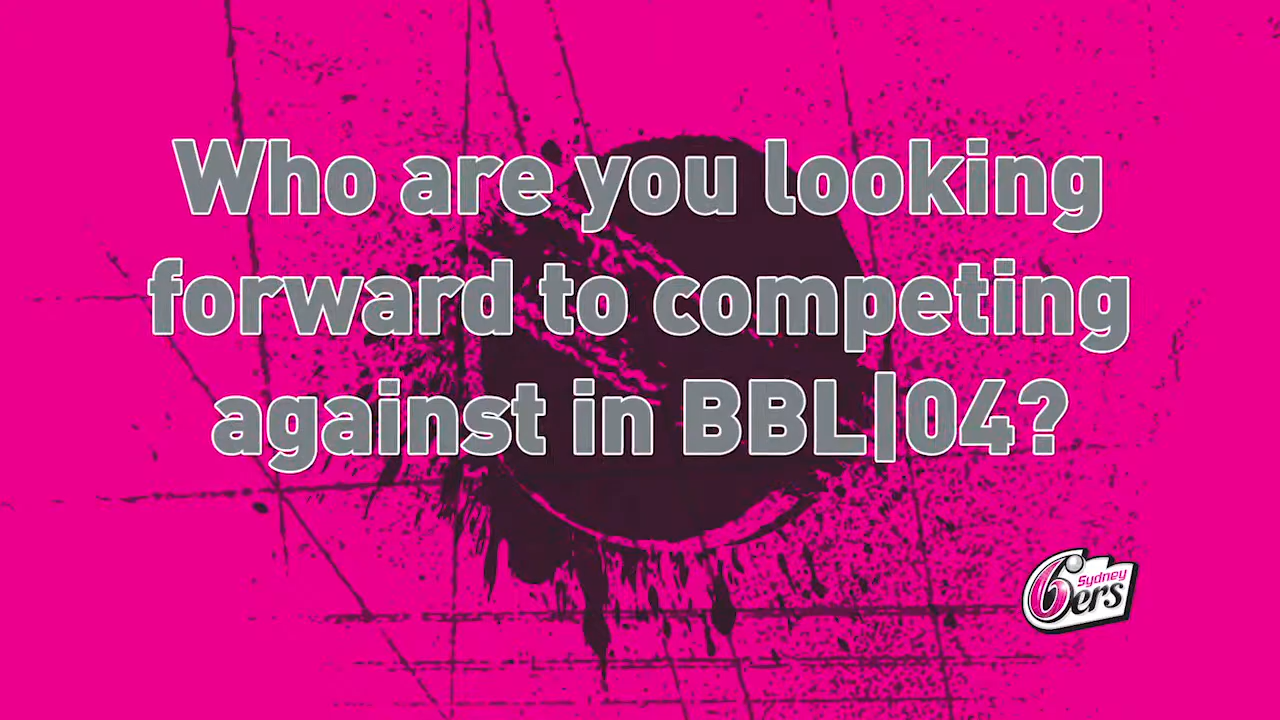 Who are you looking
forward to competing
against in BBL|04?
Sydney
6ers